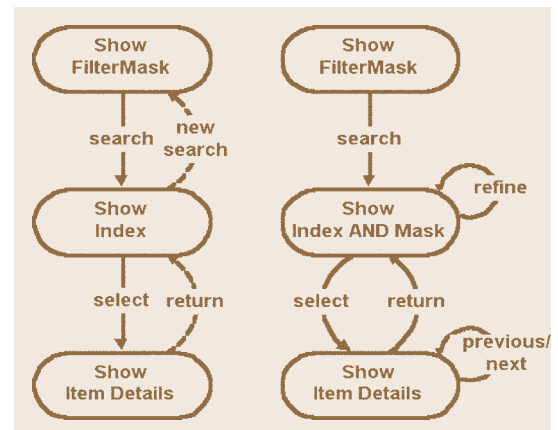 Show
FilterMask
search
new
search
Show
Index
select
return
Show
Item Details
Show
FilterMask
search
Show
Index AND Mask
refine
select
return
Show
Item Details
previous/
next